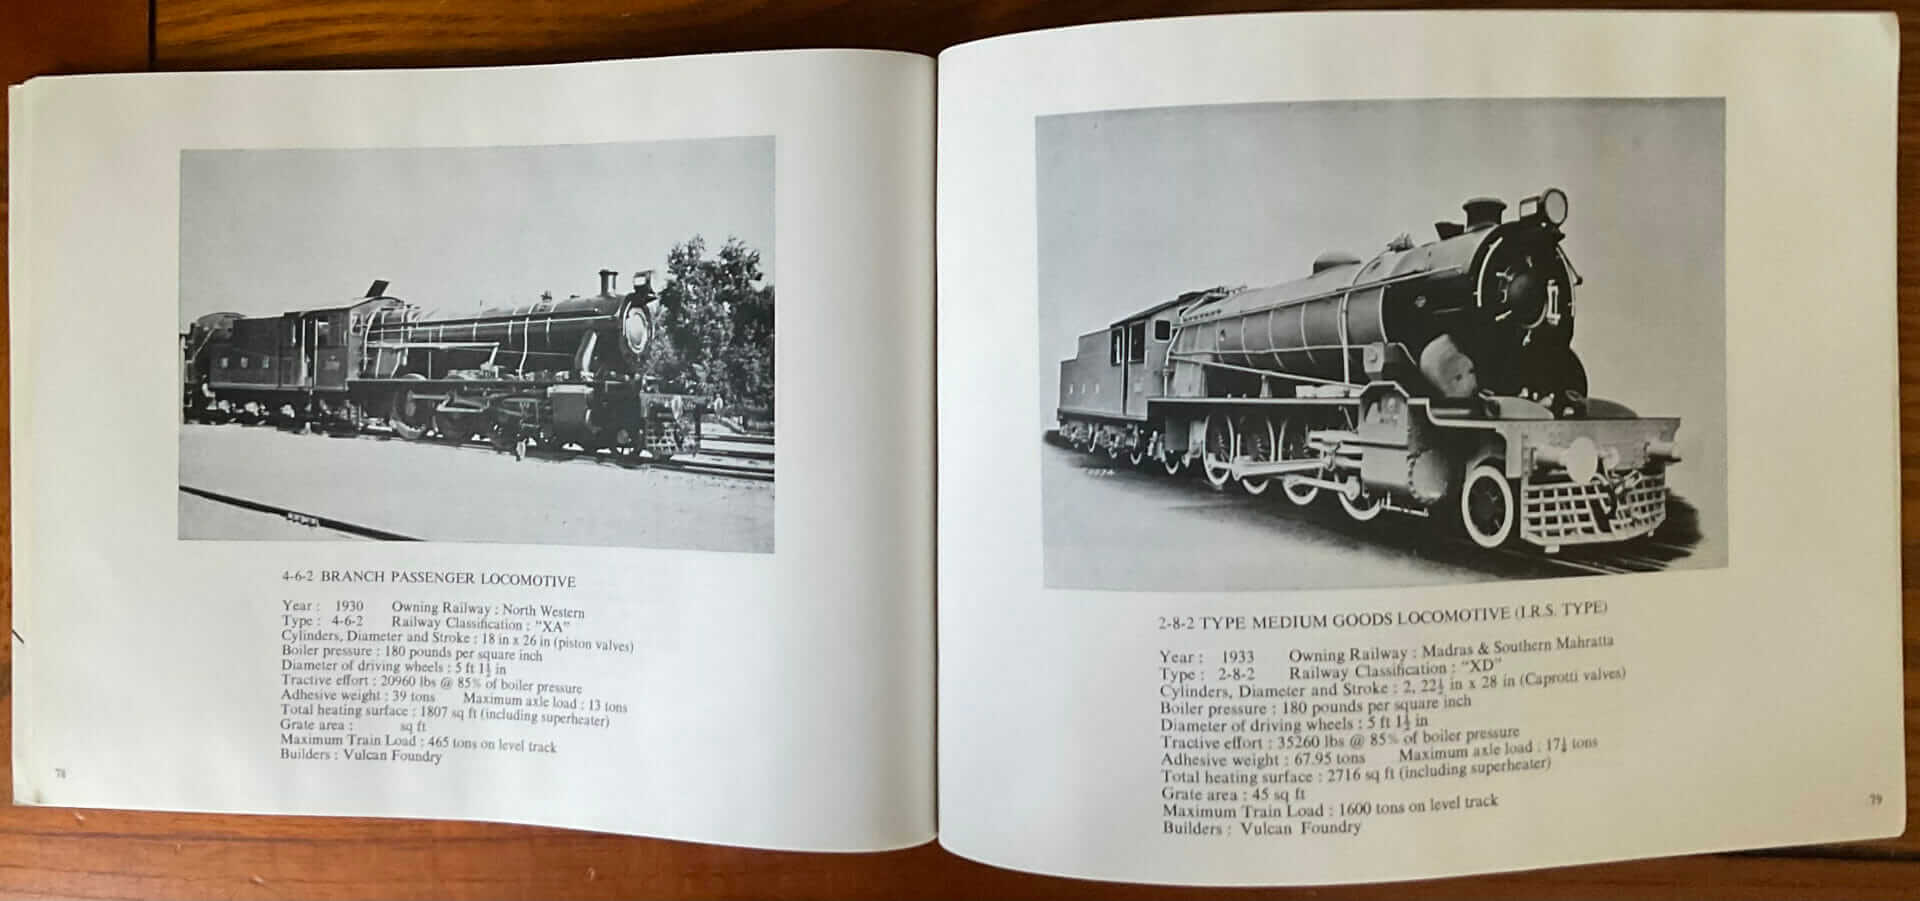 4-6-2 BRANCH PASSENGER LOCOMOTIVE
Year : 1930 Owning Railway : North Western
Type : 4-6-2 Railway Classification : "XA"
Cylinders, Diameter and Stroke : 18 in x 26 in (piston valves)
Boiler pressure : 180 pounds per square inch
Diameter of driving wheels : 5 ft 1½ in
Tractive effort : 20960 lbs @ 85% of boiler pressure
Adhesive weight : 39 tons Maximum axle load : 13 tons
Total heating surface : 1807 sq ft (including superheater)
Grate area : sq ft
Maximum Train Load : 465 tons on level track
Builders : Vulcan Foundry
78
2-8-2 TYPE MEDIUM GOODS LOCOMOTIVE (I.R.S. TYPE)
Year : 1933 Owning Railway : Madras & Southern Mahratta
Type : 2-8-2 Railway Classification : "XD"
Cylinders, Diameter and Stroke : 2, 22½ in x 28 in (Caprotti valves)
Boiler pressure : 180 pounds per square inch
Diameter of driving wheels : 5 ft 1½ in
Tractive effort : 35260 lbs @ 85% of boiler pressure
Adhesive weight : 67.95 tons Maximum axle load : tons
Total heating surface : 2716 sq ft (including superheater)
Grate area : 45 sq ft
Maximum Train Load : 1600 tons on level track
Builders : Vulcan Foundry
79